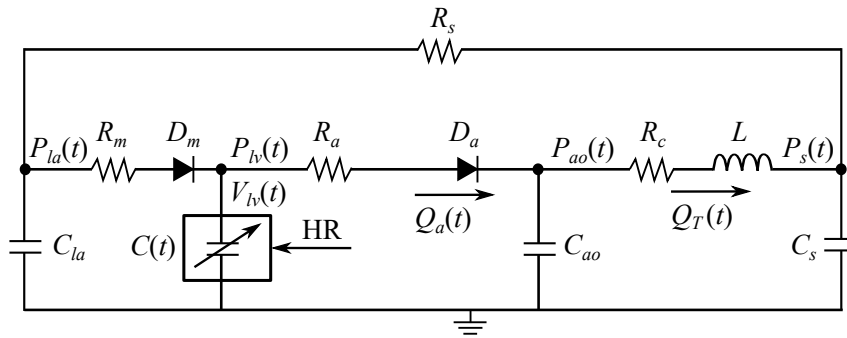 R_s
P_la(t) R_m D_m P_lv(t) R_a D_a P_ao(t) R_c L P_s(t)
V_lv(t)
Q_a(t) Q_T(t)
C_la C(t) HR C_ao C_s